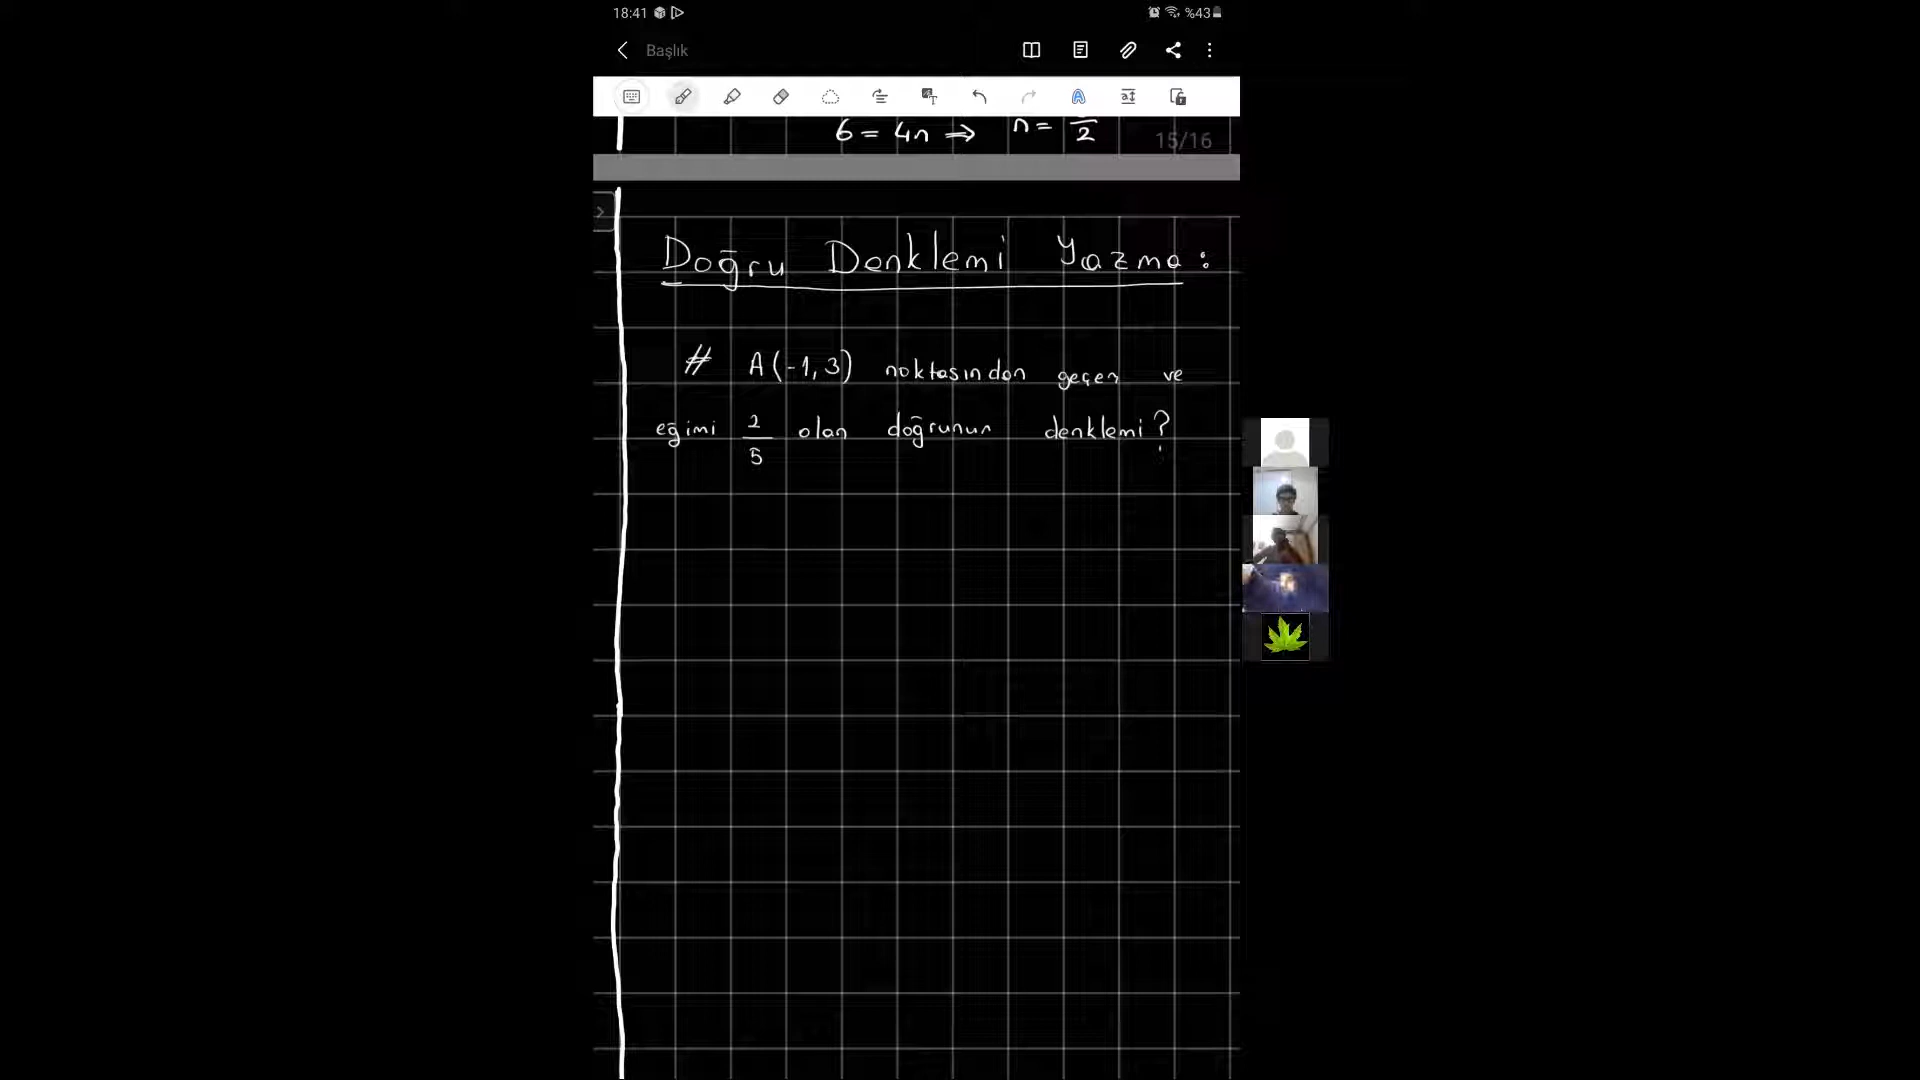 18:41 %43
Başlık
6 = 4n ⇒ n = 2
15/16
Doğru Denklemi Yazma :
# A(-1,3) noktasından geçen ve
eğimi 2/5 olan doğrunun denklemi?